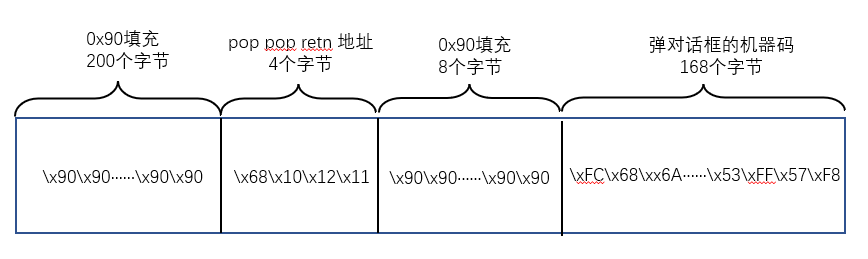 0x90填充
200个字节
pop pop retn 地址
4个字节
0x90填充
8个字节
弹对话框的机器码
168个字节
\x90\x90······\x90\x90
\x68\x10\x12\x11
\x90\x90······\x90\x90
\xFC\x68\xx6A······\x53\xFF\x57\xF8